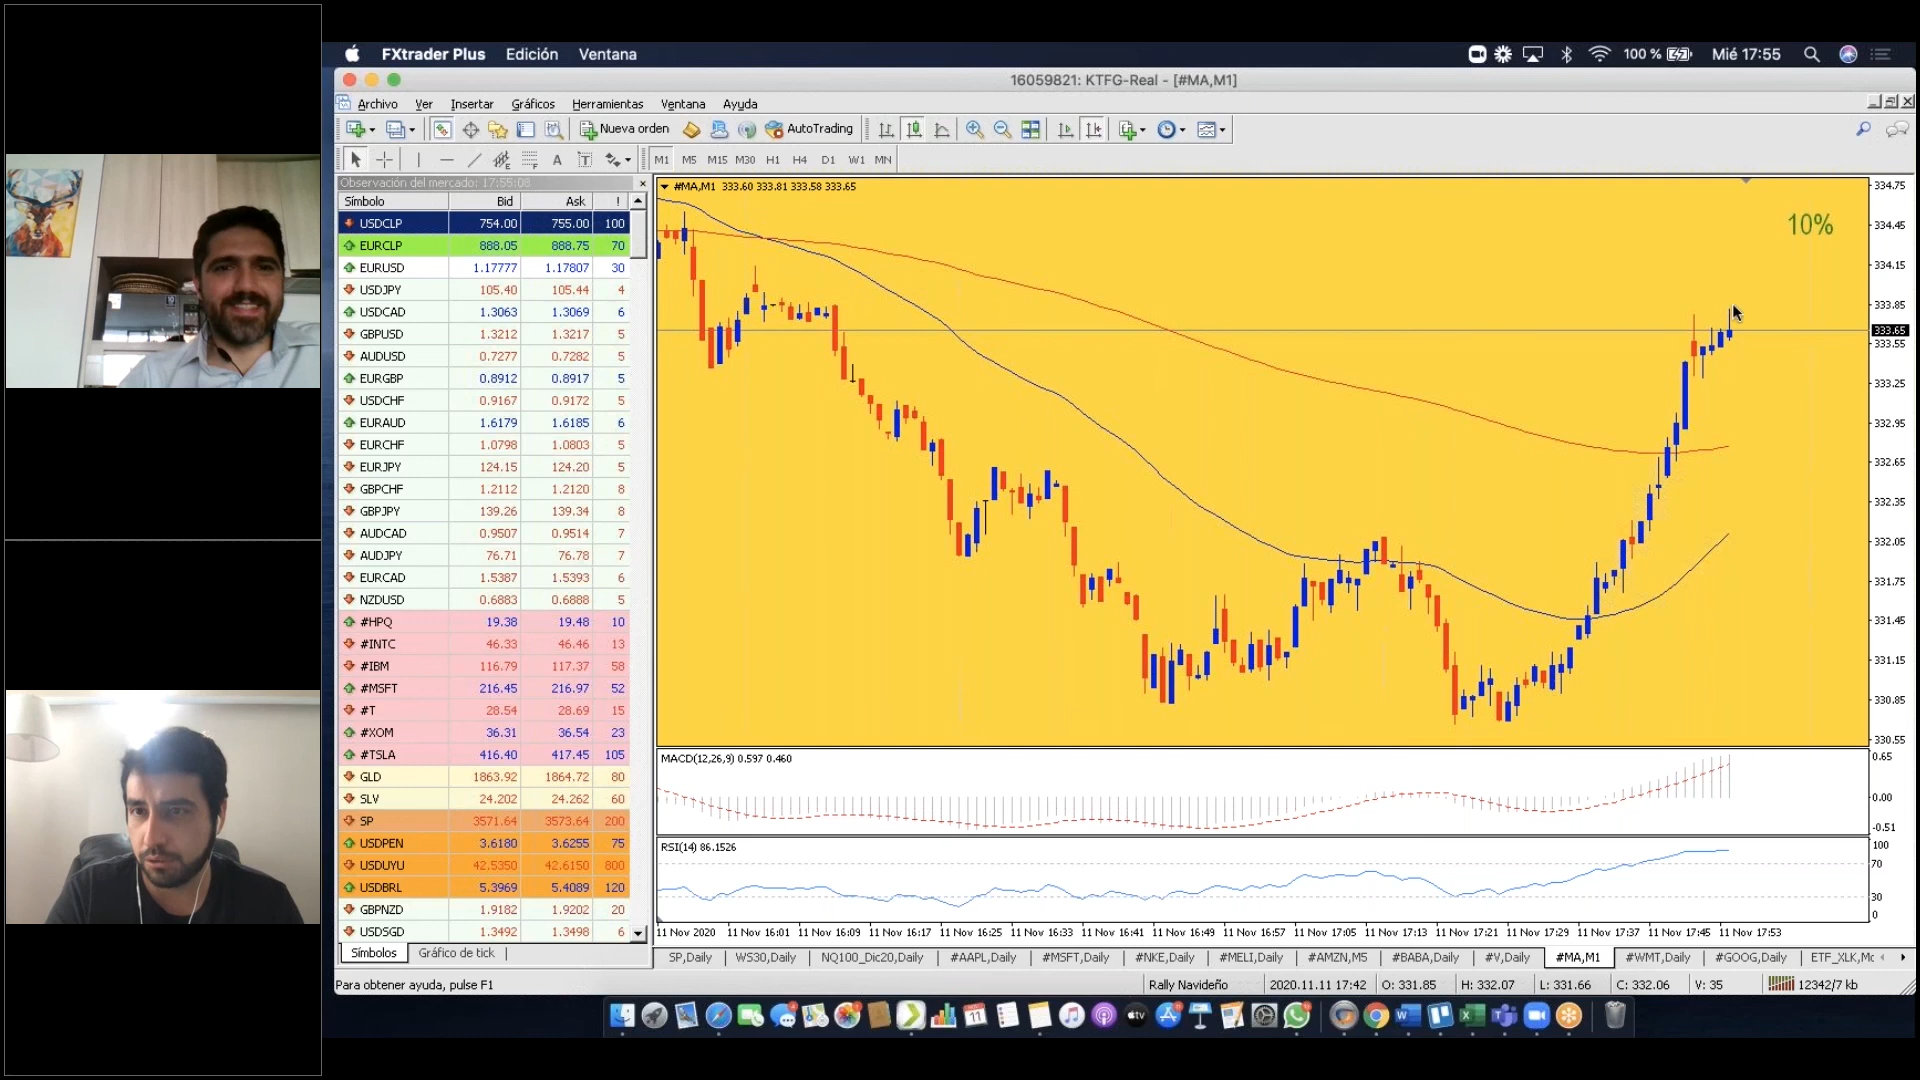 FXtrader Plus Edición Ventana 100 % Mié 17:55
16059821: KTFG-Real - [#MA,M1]
Archivo Ver Insertar Gráficos Herramientas Ventana Ayuda
Nueva orden AutoTrading
A T M1 M5 M15 M30 H1 H4 D1 W1 MN
Observación del mercado: 17:55:08
Símbolo Bid Ask !
USDCLP 754.00 755.00 100
EURCLP 888.05 888.75 70
EURUSD 1.17777 1.17807 30
USDJPY 105.40 105.44 4
USDCAD 1.3063 1.3069 6
GBPUSD 1.3212 1.3217 5
AUDUSD 0.7277 0.7282 5
EURGBP 0.8912 0.8917 5
USDCHF 0.9167 0.9172 5
EURAUD 1.6179 1.6185 6
EURCHF 1.0798 1.0803 5
EURJPY 124.15 124.20 5
GBPCHF 1.2112 1.2120 8
GBPJPY 139.26 139.34 8
AUDCAD 0.9507 0.9514 7
AUDJPY 76.71 76.78 7
EURCAD 1.5387 1.5393 6
NZDUSD 0.6883 0.6888 5
#HPQ 19.38 19.48 10
#INTC 46.33 46.46 13
#IBM 116.79 117.37 58
#MSFT 216.45 216.97 52
#T 28.54 28.69 15
#XOM 36.31 36.54 23
#TSLA 416.40 417.45 105
GLD 1863.92 1864.72 80
SLV 24.202 24.262 60
SP 3571.64 3573.64 200
USDPEN 3.6180 3.6255 75
USDUYU 42.5350 42.6150 800
USDBRL 5.3969 5.4089 120
GBPNZD 1.9182 1.9202 20
USDSGD 1.3492 1.3498 6
Símbolos Gráfico de tick
#MA,M1 333.60 333.81 333.58 333.65
10%
334.75
334.45
334.15
333.85
333.65
333.55
333.25
332.95
332.65
332.35
332.05
331.75
331.45
331.15
330.85
330.55
MACD(12,26,9) 0.597 0.460
0.65
0.00
-0.51
RSI(14) 86.1526
100
70
30
0
11 Nov 2020 11 Nov 16:01 11 Nov 16:09 11 Nov 16:17 11 Nov 16:25 11 Nov 16:33 11 Nov 16:41 11 Nov 16:49 11 Nov 16:57 11 Nov 17:05 11 Nov 17:13 11 Nov 17:21 11 Nov 17:29 11 Nov 17:37 11 Nov 17:45 11 Nov 17:53
SP,Daily WS30,Daily NQ100_Dic20,Daily #AAPL,Daily #MSFT,Daily #NKE,Daily #MELI,Daily #AMZN,M5 #BABA,Daily #V,Daily #MA,M1 #WMT,Daily #GOOG,Daily ETF_XLK,Mc
Para obtener ayuda, pulse F1 Rally Navideño 2020.11.11 17:42 O: 331.85 H: 332.07 L: 331.66 C: 332.06 V: 35 12342/7 kb
11 tv